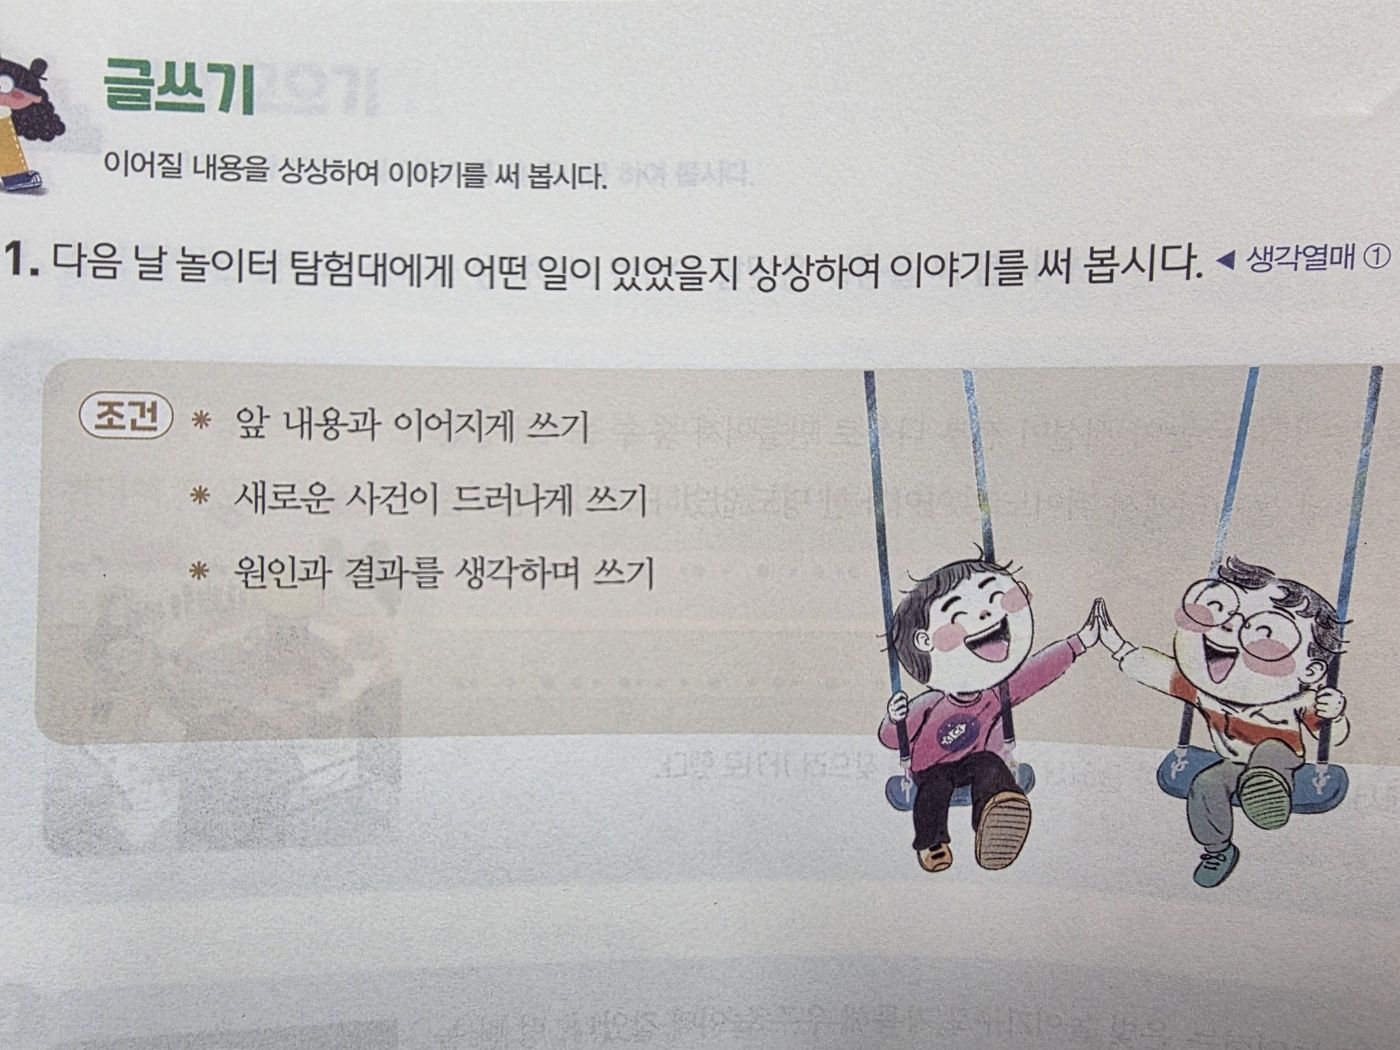 글쓰기
이어질 내용을 상상하여 이야기를 써 봅시다.
1. 다음 날 놀이터 탐험대에게 어떤 일이 있었을지 상상하여 이야기를 써 봅시다. ◀ 생각열매 ①
조건 * 앞 내용과 이어지게 쓰기
* 새로운 사건이 드러나게 쓰기
* 원인과 결과를 생각하며 쓰기